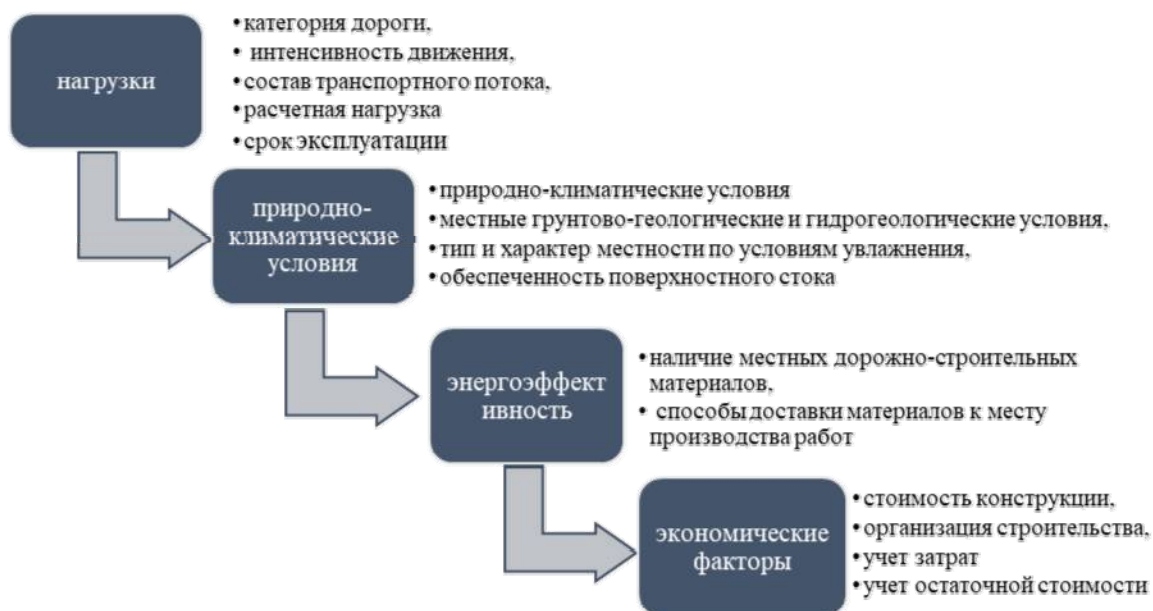 нагрузки
•категория дороги,
• интенсивность движения,
•состав транспортного потока,
•расчетная нагрузка
•срок эксплуатации
природно-
климатические
условия
•природно-климатические условия
•местные грунтово-геологические и гидрогеологические условия,
•тип и характер местности по условиям увлажнения,
•обеспеченность поверхностного стока
энергоэффект
ивность
•наличие местных дорожно-строительных
материалов,
• способы доставки материалов к месту
производства работ
экономические
факторы
•стоимость конструкции,
•организация строительства,
•учет затрат
•учет остаточной стоимости